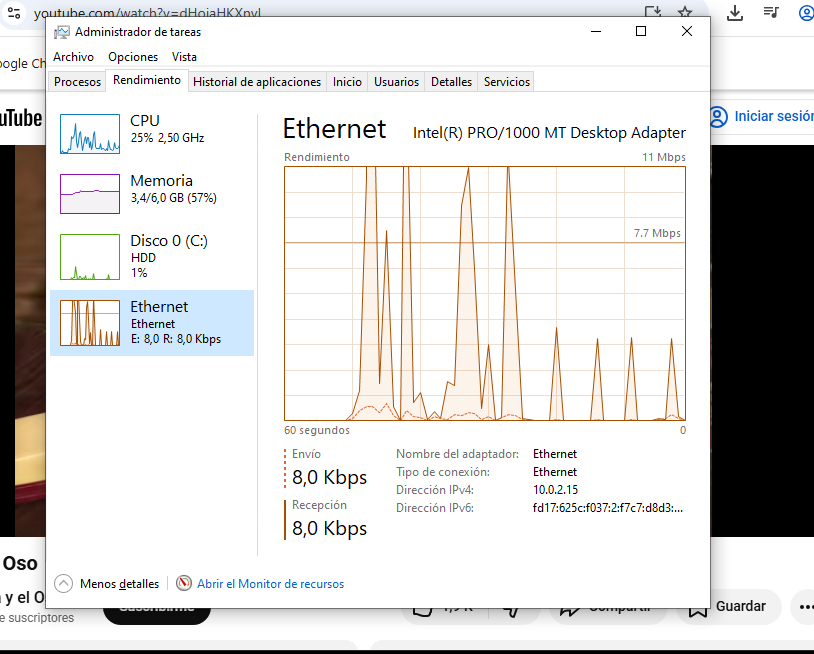 youtube.com/watch?v=dHojaHKXnyI
Administrador de tareas
Archivo Opciones Vista
Procesos Rendimiento Historial de aplicaciones Inicio Usuarios Detalles Servicios
ogle Ch
uTube
Iniciar sesión
CPU
25% 2,50 GHz
Memoria
3,4/6,0 GB (57%)
Disco 0 (C:)
HDD
1%
Ethernet
Ethernet
E: 8,0 R: 8,0 Kbps
Ethernet Intel(R) PRO/1000 MT Desktop Adapter
Rendimiento 11 Mbps
7.7 Mbps
60 segundos 0
Envío
8,0 Kbps
Recepción
8,0 Kbps
Nombre del adaptador: Ethernet
Tipo de conexión: Ethernet
Dirección IPv4: 10.0.2.15
Dirección IPv6: fd17:625c:f037:2:f7c7:d8d3:...
Menos detalles
Abrir el Monitor de recursos
Oso
y el O
e suscriptores
Suscribirme
Compartir
Guardar